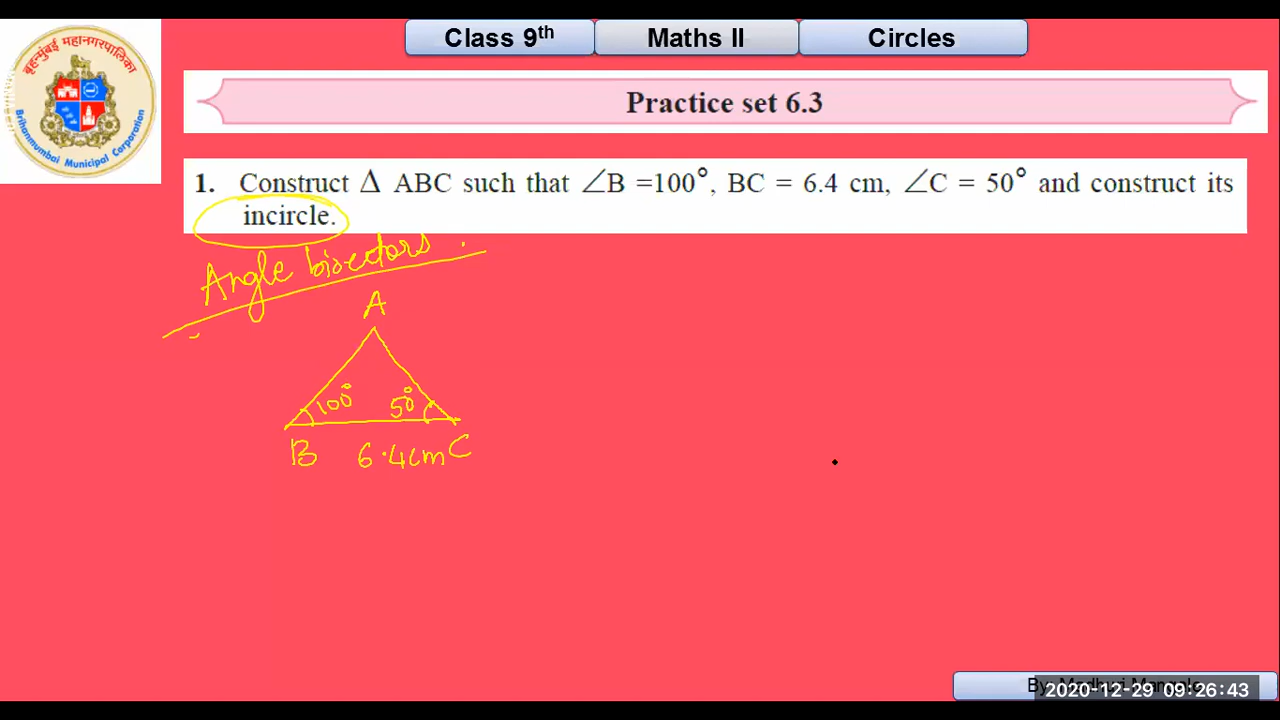 बृहन्मुंबई महानगरपालिका
Brihanmumbai Municipal Corporation
Class 9th
Maths II
Circles
Practice set 6.3
1. Construct Δ ABC such that ∠B =100°, BC = 6.4 cm, ∠C = 50° and construct its
incircle.
Angle bisectors.
A
100° 50°
B 6.4cm C
By
2020-12-29 09:26:43